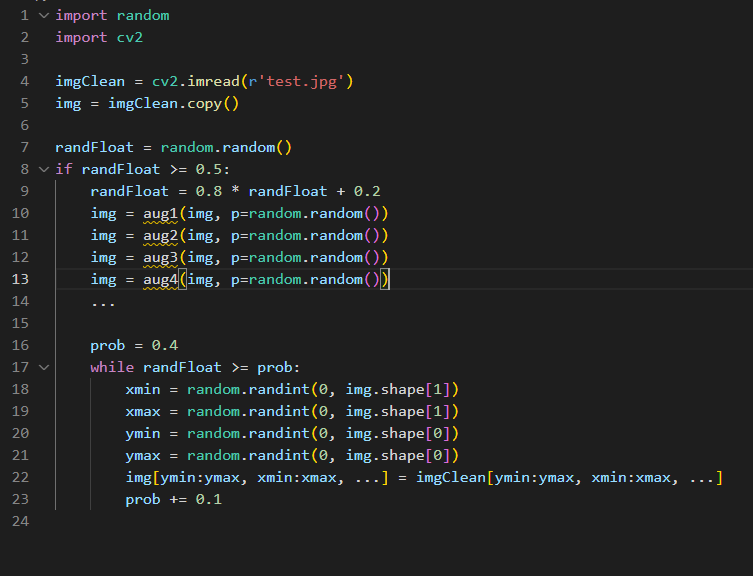 1 import random
2 import cv2
3
4 imgClean = cv2.imread(r'test.jpg')
5 img = imgClean.copy()
6
7 randFloat = random.random()
8 if randFloat >= 0.5:
9     randFloat = 0.8 * randFloat + 0.2
10     img = aug1(img, p=random.random())
11     img = aug2(img, p=random.random())
12     img = aug3(img, p=random.random())
13     img = aug4(img, p=random.random())
14     ...
15
16     prob = 0.4
17     while randFloat >= prob:
18         xmin = random.randint(0, img.shape[1])
19         xmax = random.randint(0, img.shape[1])
20         ymin = random.randint(0, img.shape[0])
21         ymax = random.randint(0, img.shape[0])
22         img[ymin:ymax, xmin:xmax, ...] = imgClean[ymin:ymax, xmin:xmax, ...]
23         prob += 0.1
24